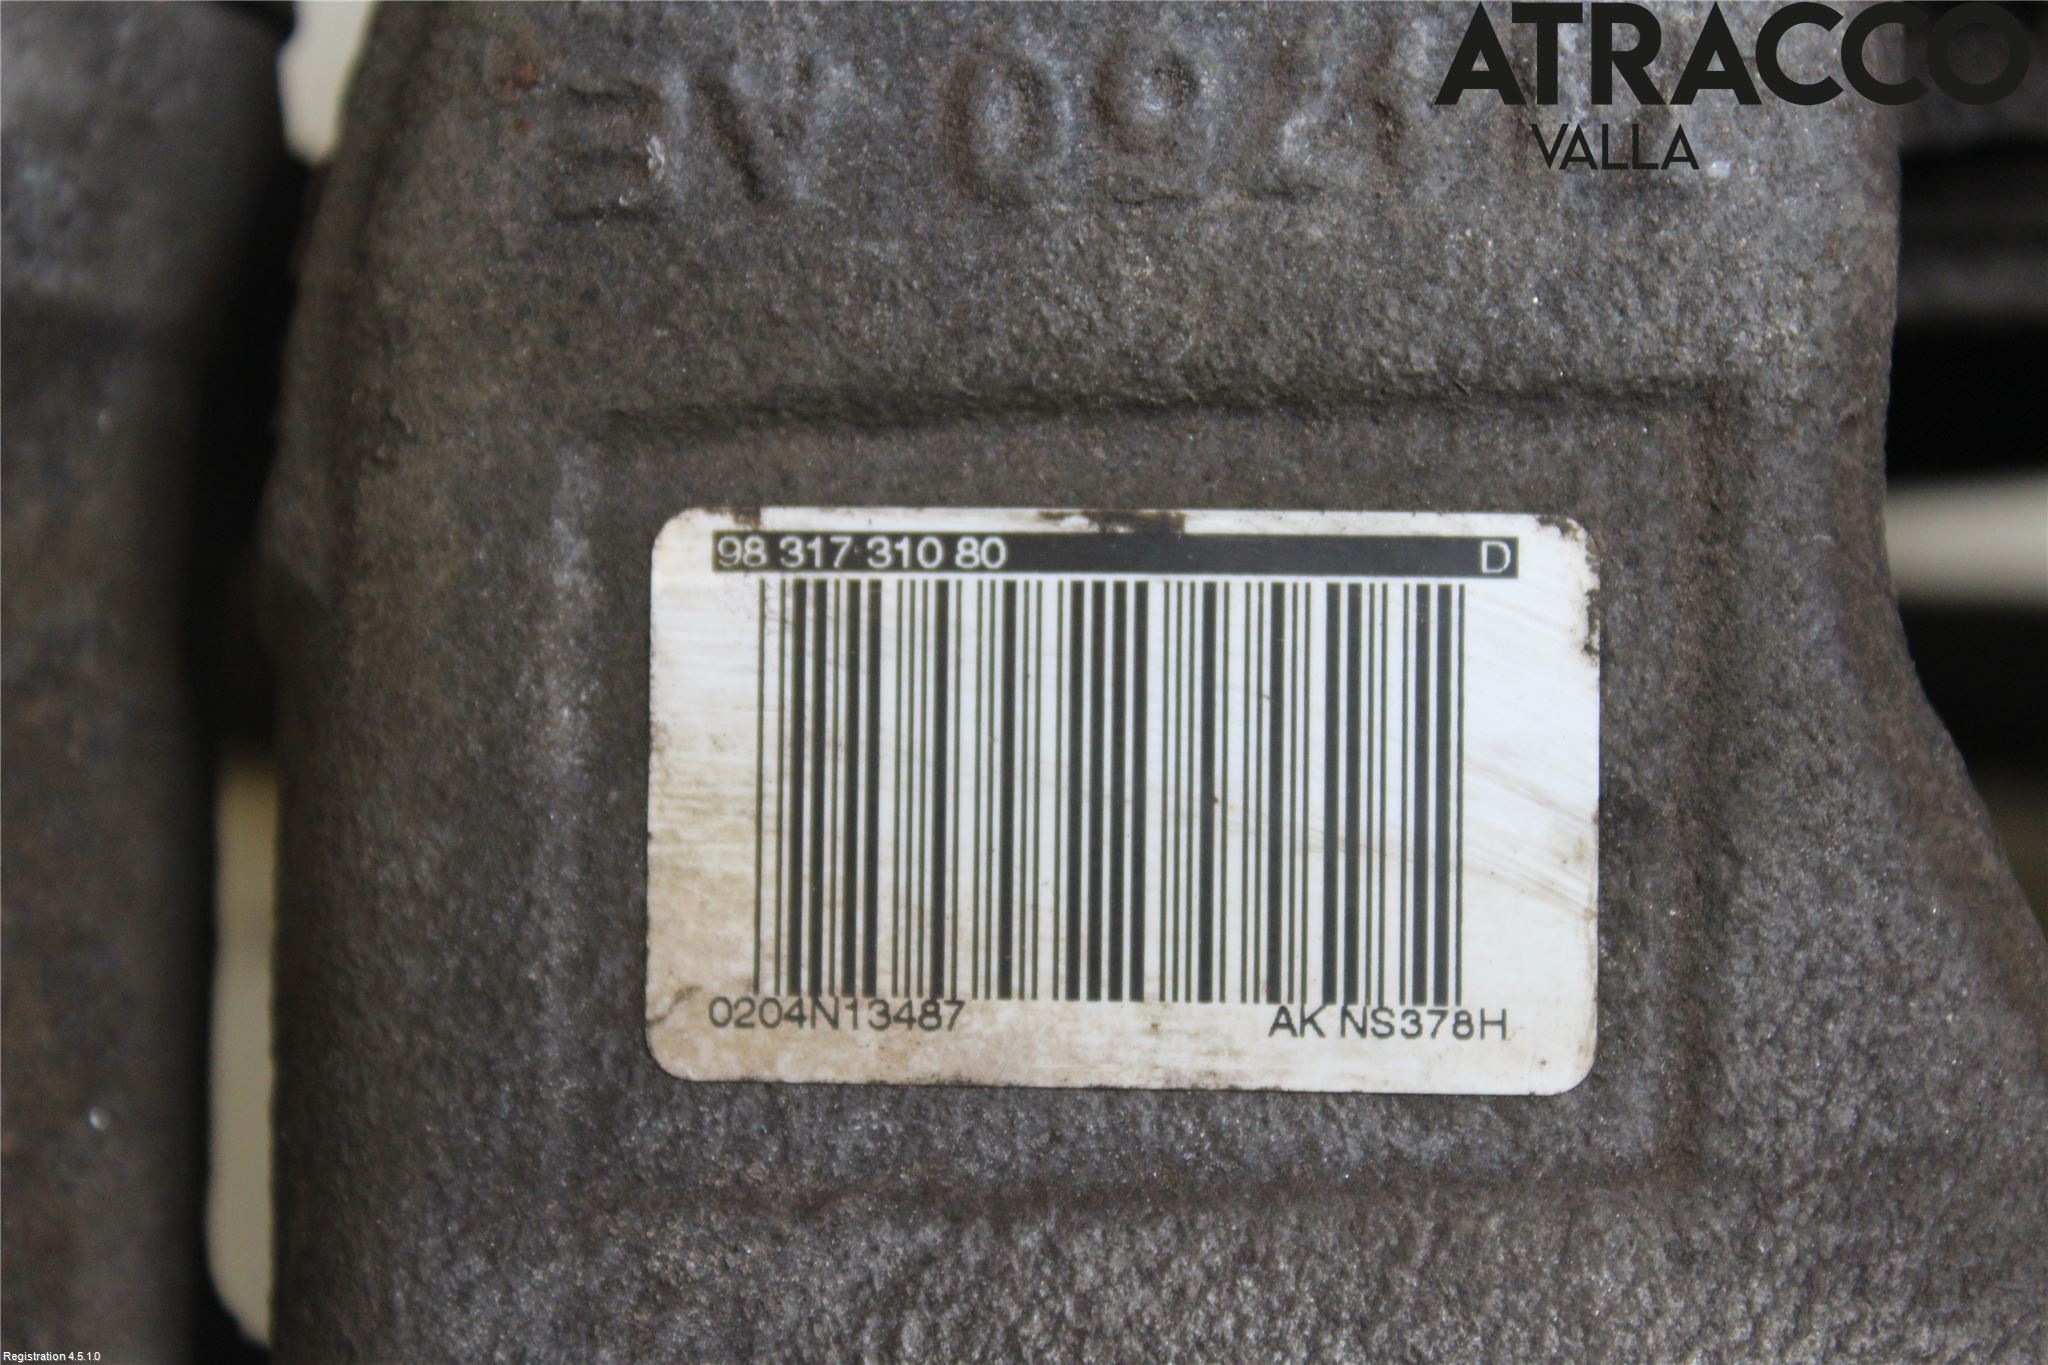 ATRACCO
VALLA
98 317 310 80 D
0204N13487 AK NS378H
Registration 4.5.1.0